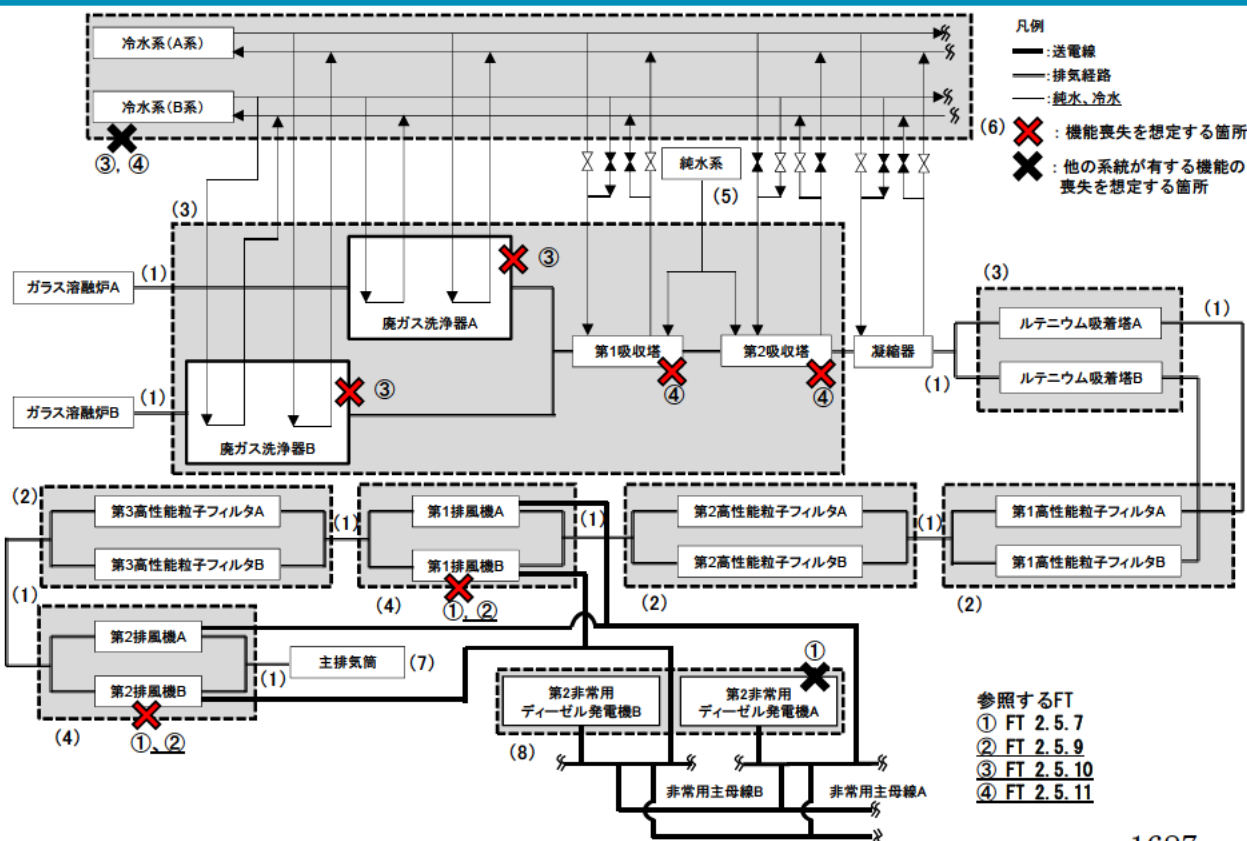 冷水系(A系)
冷水系(B系)
③, ④
凡例
:送電線
:排気経路
:純水、冷水
(6)
:機能喪失を想定する箇所
:他の系統が有する機能の
喪失を想定する箇所
純水系
(5)
(3)
ガラス溶融炉A
(1)
廃ガス洗浄器A
③
ガラス溶融炉B
(1)
廃ガス洗浄器B
③
第1吸収塔
④
第2吸収塔
④
凝縮器
(1)
(3)
ルテニウム吸着塔A
ルテニウム吸着塔B
(1)
(2)
第3高性能粒子フィルタA
第3高性能粒子フィルタB
(1)
第1排風機A
第1排風機B
(1)
(4)
①, ②
第2高性能粒子フィルタA
第2高性能粒子フィルタB
(2)
(1)
第1高性能粒子フィルタA
第1高性能粒子フィルタB
(2)
(1)
第2排風機A
第2排風機B
(1)
(4)
①、②
主排気筒
(7)
①
第2非常用
ディーゼル発電機B
第2非常用
ディーゼル発電機A
(8)
非常用主母線B
非常用主母線A
参照するFT
① FT 2.5.7
② FT 2.5.9
③ FT 2.5.10
④ FT 2.5.11